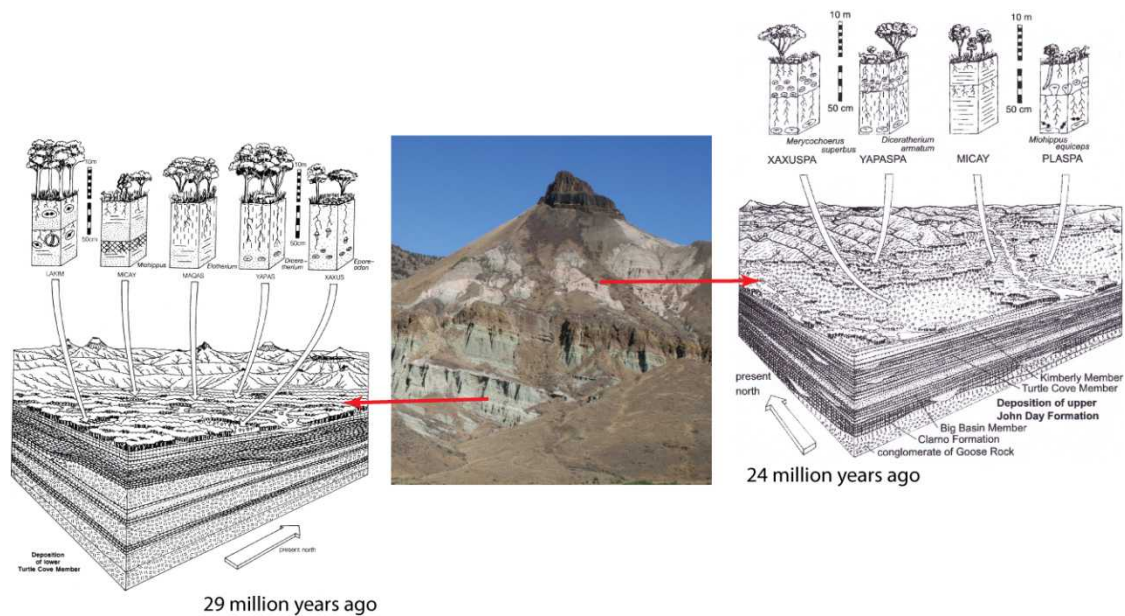 10m
50cm
10m
50cm
LAKIM
MICAY
Miohippus
MAQAS
Elotherium
YAPAS
Dicera-
therium
XAXUS
Epore-
odon
Deposition
of lower
Turtle Cove Member
present north
29 million years ago
10 m
50 cm
10 m
50 cm
Merycochoerus
superbus
XAXUSPA
Diceratherium
armatum
YAPASPA
MICAY
Miohippus
equiceps
PLASPA
present
north
Kimberly Member
Turtle Cove Member
Deposition of upper
John Day Formation
Big Basin Member
Clarno Formation
conglomerate of Goose Rock
24 million years ago